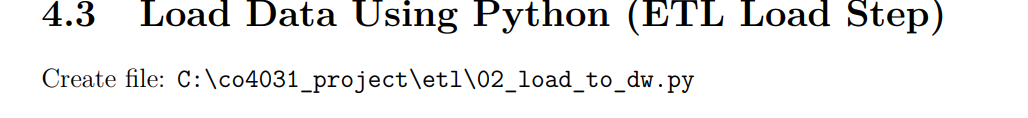 4.3 Load Data Using Python (ETL Load Step)
Create file: C:\co4031_project\etl\02_load_to_dw.py